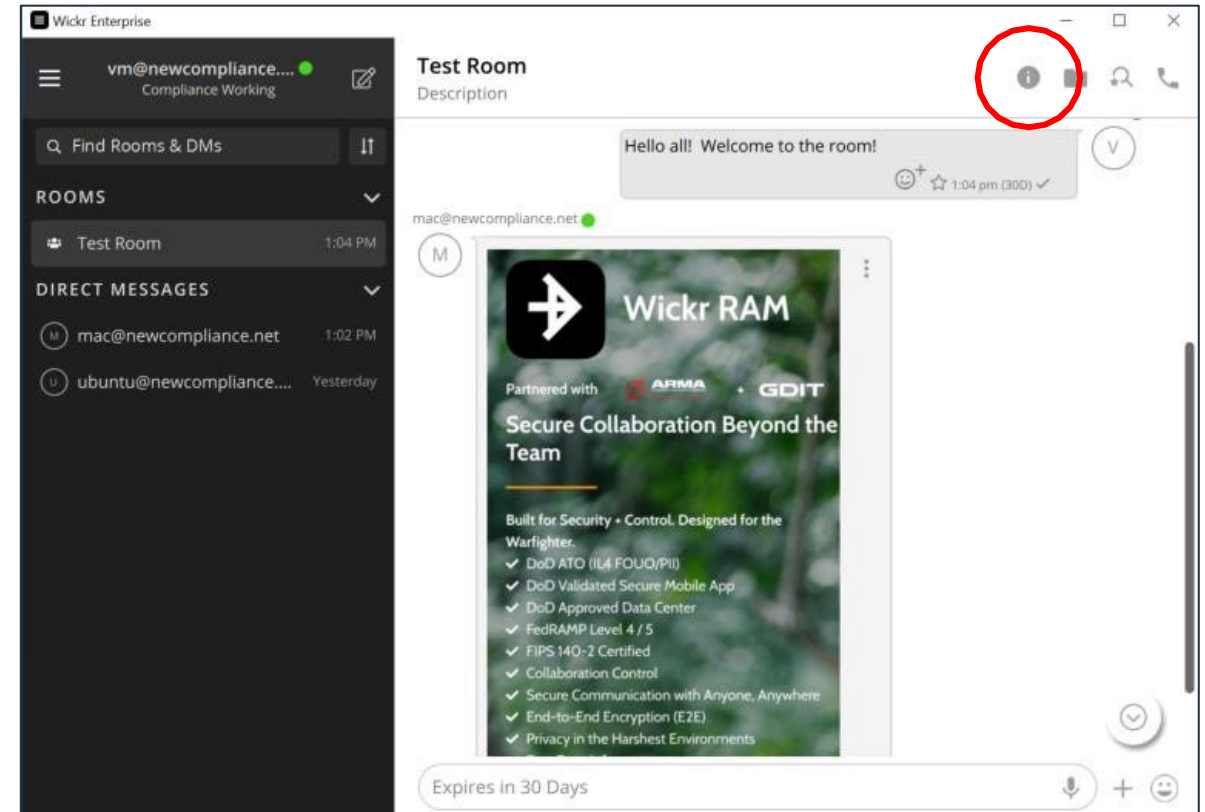 Wickr Enterprise
vm@newcompliance....
Compliance Working
Find Rooms & DMs
ROOMS
Test Room 1:04 PM
DIRECT MESSAGES
M mac@newcompliance.net 1:02 PM
U ubuntu@newcompliance.... Yesterday
Test Room
Description
Hello all! Welcome to the room!
1:04 pm (30D)
V
mac@newcompliance.net
M
Wickr RAM
Partnered with ARMA + GDIT
Secure Collaboration Beyond the
Team
Built for Security + Control. Designed for the
Warfighter.
DoD ATO (IL4 FOUO/PII)
DoD Validated Secure Mobile App
DoD Approved Data Center
FedRAMP Level 4 / 5
FIPS 140-2 Certified
Collaboration Control
Secure Communication with Anyone, Anywhere
End-to-End Encryption (E2E)
Privacy in the Harshest Environments
Expires in 30 Days